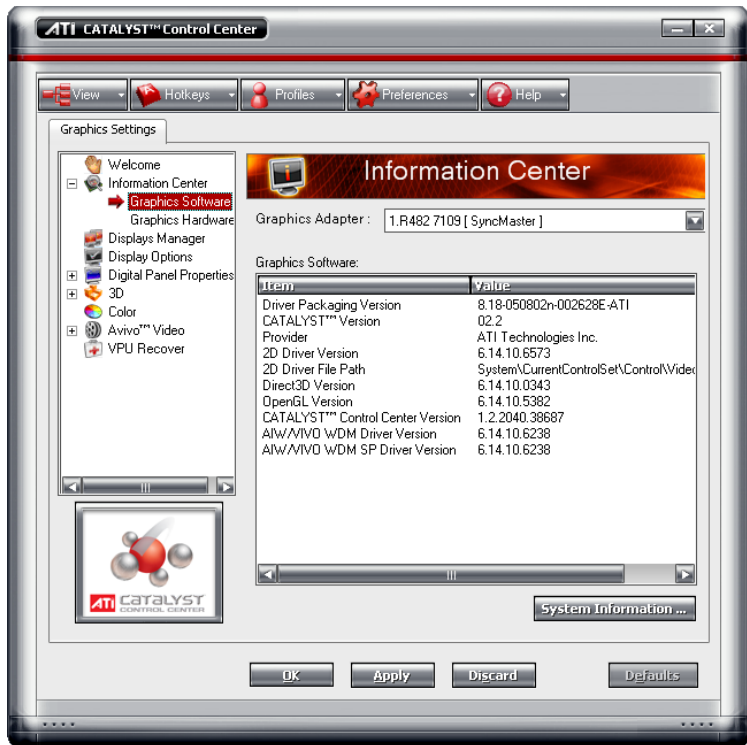 ATI CATALYST™ Control Center
View Hotkeys Profiles Preferences Help
Graphics Settings
Welcome
Information Center
Graphics Software
Graphics Hardware
Displays Manager
Display Options
Digital Panel Properties
3D
Color
Avivo™ Video
VPU Recover
ATI CATALYST
CONTROL CENTER
Information Center
Graphics Adapter : 1.R482 7109 [ SyncMaster ]
Graphics Software:
Item Value
Driver Packaging Version 8.18-050802n-002628E-ATI
CATALYST™ Version 02.2
Provider ATI Technologies Inc.
2D Driver Version 6.14.10.6573
2D Driver File Path System\CurrentControlSet\Control\Video
Direct3D Version 6.14.10.0343
OpenGL Version 6.14.10.5382
CATALYST™ Control Center Version 1.2.2040.38687
AIW/VIVO WDM Driver Version 6.14.10.6238
AIW/VIVO WDM SP Driver Version 6.14.10.6238
System Information ...
OK Apply Discard Defaults